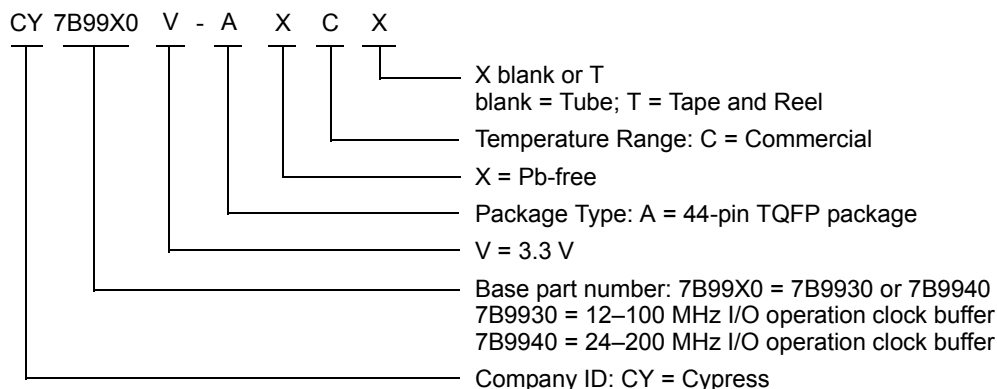 CY 7B99X0 V - A X C X
X blank or T
blank = Tube; T = Tape and Reel
Temperature Range: C = Commercial
X = Pb-free
Package Type: A = 44-pin TQFP package
V = 3.3 V
Base part number: 7B99X0 = 7B9930 or 7B9940
7B9930 = 12–100 MHz I/O operation clock buffer
7B9940 = 24–200 MHz I/O operation clock buffer
Company ID: CY = Cypress